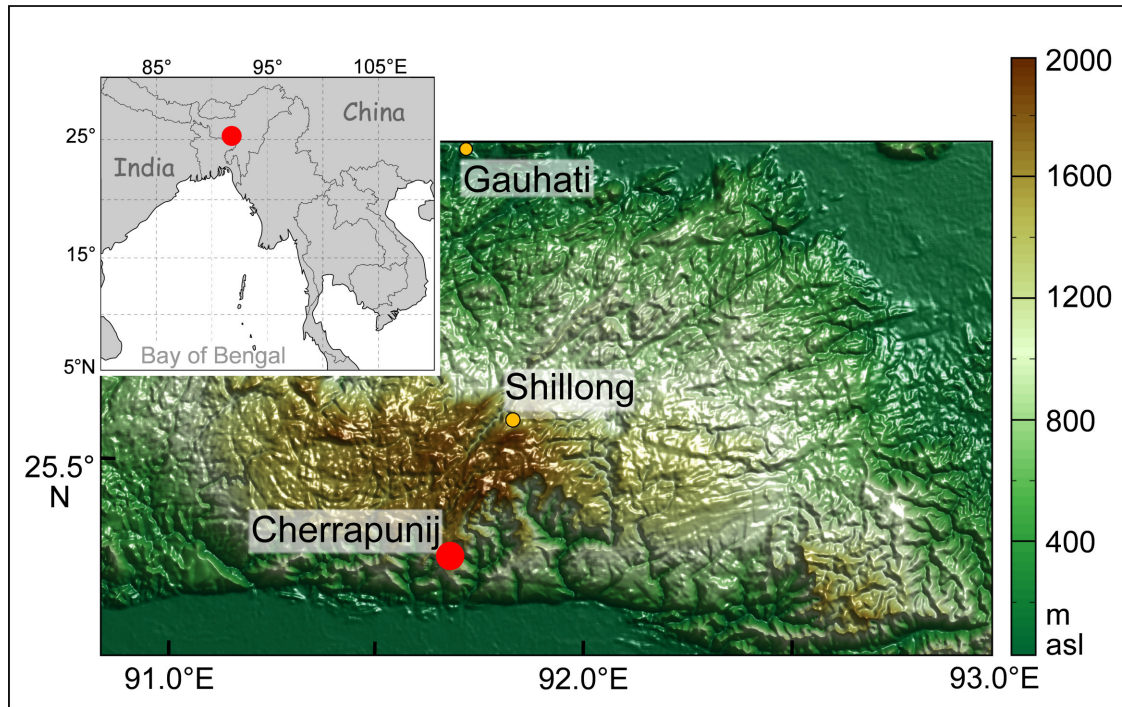 85°
95°
105°E
China
25°
India
15°
Bay of Bengal
5°N
Gauhati
Shillong
Cherrapunij
25.5°
N
91.0°E
92.0°E
93.0°E
2000
1600
1200
800
400
m
asl